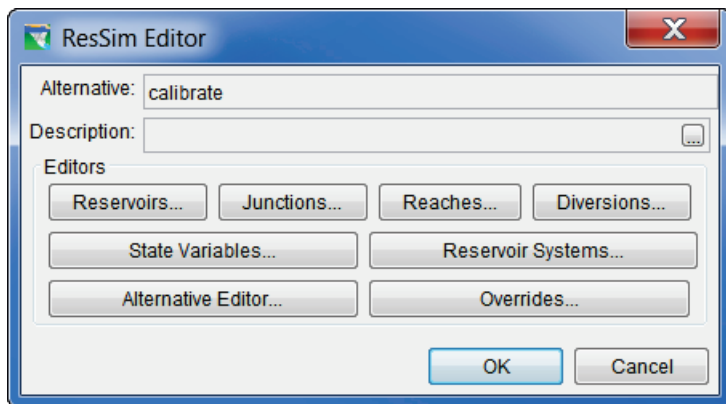 ResSim Editor
Alternative: calibrate
Description: ...
Editors
Reservoirs... Junctions... Reaches... Diversions...
State Variables... Reservoir Systems...
Alternative Editor... Overrides...
OK Cancel